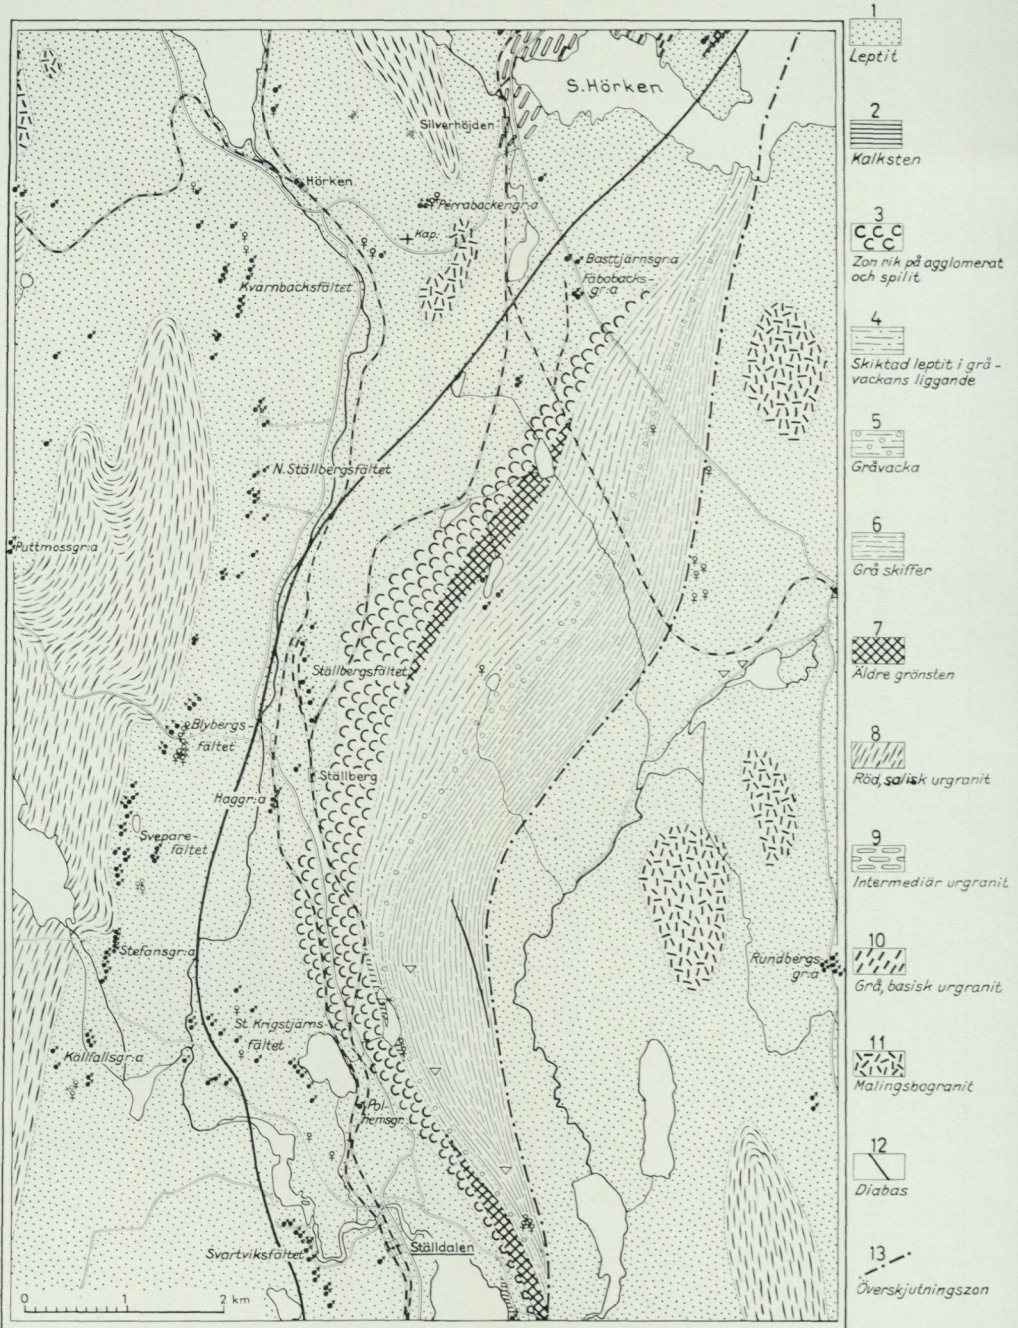 S. Hörken
Silverhöjden
Hörken
Perrabackengr:a
Kap.
Basttjärnsgr:a
Fäbobacks-
gr:a
Kvarnbacksfältet
N. Ställbergsfältet
Puttmossgr:a
Ställbergsfältet
Blybergs-
fältet
Ställberg
Haggr:a
Svepare-
fältet
Stefansgr:a
Rundbergs
gr:a
St. Krigstjärns-
fältet
Källfallsgr:a
Pol-
hemsgr.
Svartviksfältet
Ställdalen
0 1 2 km
1
Leptit
2
Kalksten
3
Zon rik på agglomerat
och spilit
4
Skiktad leptit i grå-
vackans liggande
5
Gråvacka
6
Grå skiffer
7
Äldre grönsten
8
Röd, salisk urgranit
9
Intermediär urgranit
10
Grå, basisk urgranit
11
Malingsbogranit
12
Diabas
13
Överskjutningszon